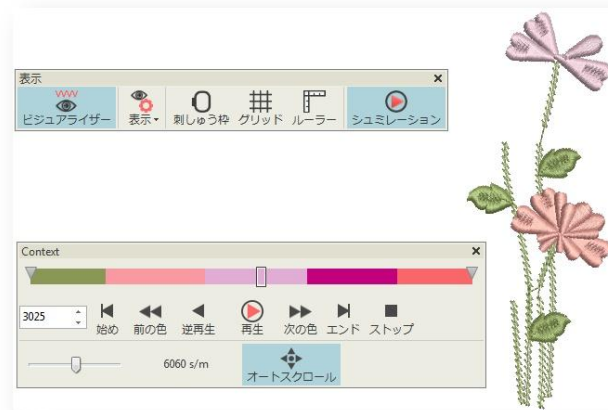 表示
ビジュアライザー 表示 刺しゅう枠 グリッド ルーラー シュミレーション
Context
3025 始め 前の色 逆再生 再生 次の色 エンド ストップ
6060 s/m オートスクロール